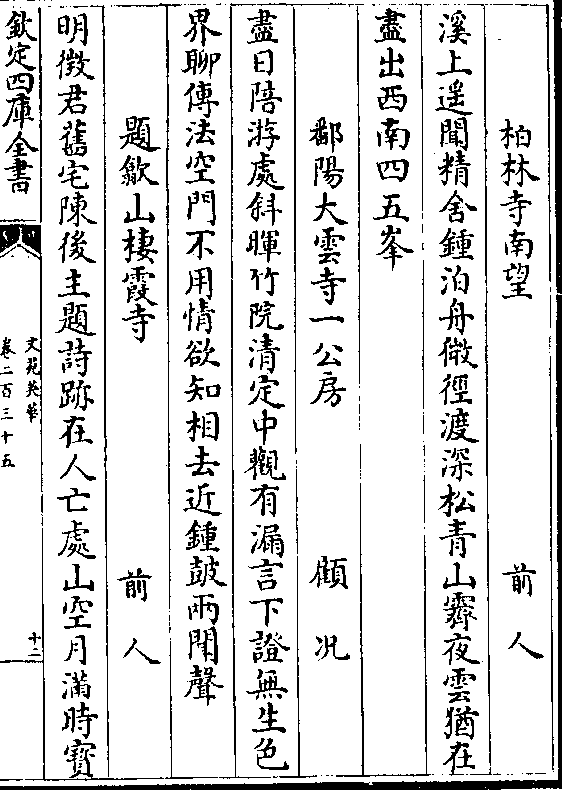 柏林寺南望　　前人
溪上遥聞精舍鍾泊舟㣲徑渡深松青山霽夜雲猶在
畫出西南四五峯
鄱陽大雲寺一公房　　顧况
盡日陪游處斜暉竹院清定中觀有漏言下證無生色
界聊傳法空門不用情欲知相去近鍾皷兩聞聲
題歙山棲霞寺　　前人
明徴君舊宅陳後主題詩跡在人亡處山空月滿時寳
欽定四庫全書
文苑英華
卷二百三十五
十二